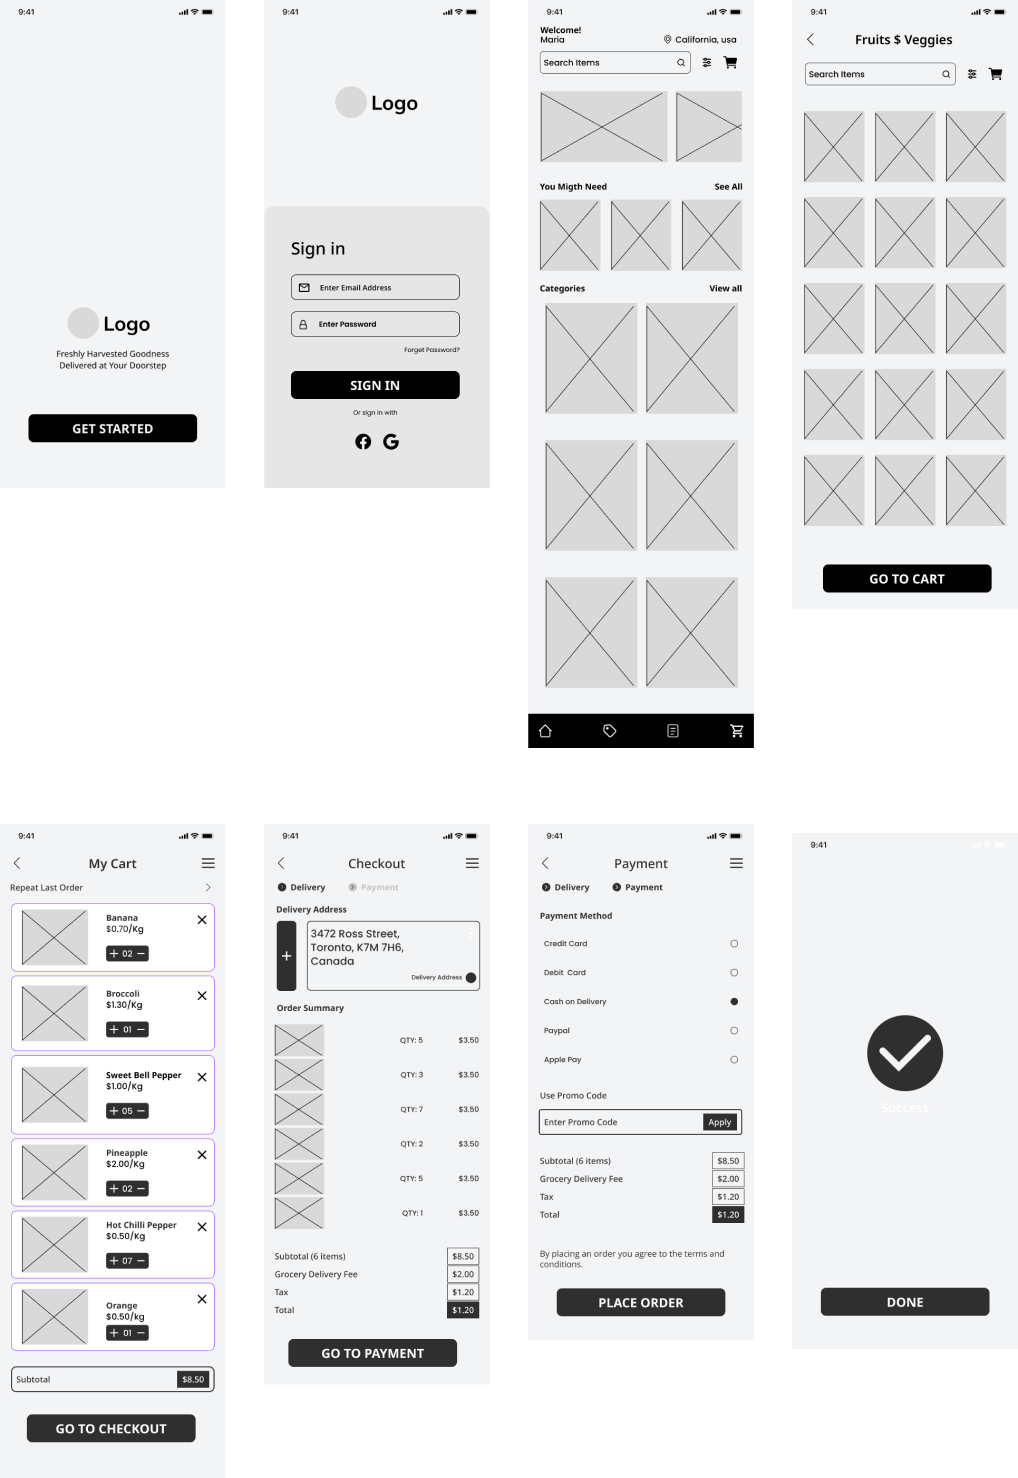 9:41
Logo
Freshly Harvested Goodness
Delivered at Your Doorstep
GET STARTED
9:41
Logo
Sign in
Enter Email Address
Enter Password
Forget Password?
SIGN IN
Or sign in with
9:41
Welcome!
Maria
California, usa
Search Items
You Migth Need
See All
Categories
View all
9:41
Fruits $ Veggies
Search Items
GO TO CART
9:41
My Cart
Repeat Last Order
Banana
$0.70/Kg
02
Broccoli
$1.30/Kg
01
Sweet Bell Pepper
$1.00/Kg
05
Pineapple
$2.00/Kg
02
Hot Chilli Pepper
$0.50/Kg
07
Orange
$0.50/kg
01
Subtotal
$8.50
GO TO CHECKOUT
9:41
Checkout
Delivery
Payment
Delivery Address
3472 Ross Street,
Toronto, K7M 7H6,
Canada
Delivery Address
Order Summary
QTY: 5 $3.50
QTY: 3 $3.50
QTY: 7 $3.50
QTY: 2 $3.50
QTY: 5 $3.50
QTY: 1 $3.50
Subtotal (6 items) $8.50
Grocery Delivery Fee $2.00
Tax $1.20
Total $1.20
GO TO PAYMENT
9:41
Payment
Delivery
Payment
Payment Method
Credit Card
Debit Card
Cash on Delivery
Paypal
Apple Pay
Use Promo Code
Enter Promo Code
Apply
Subtotal (6 items) $8.50
Grocery Delivery Fee $2.00
Tax $1.20
Total $1.20
By placing an order you agree to the terms and
conditions.
PLACE ORDER
9:41
Success
DONE